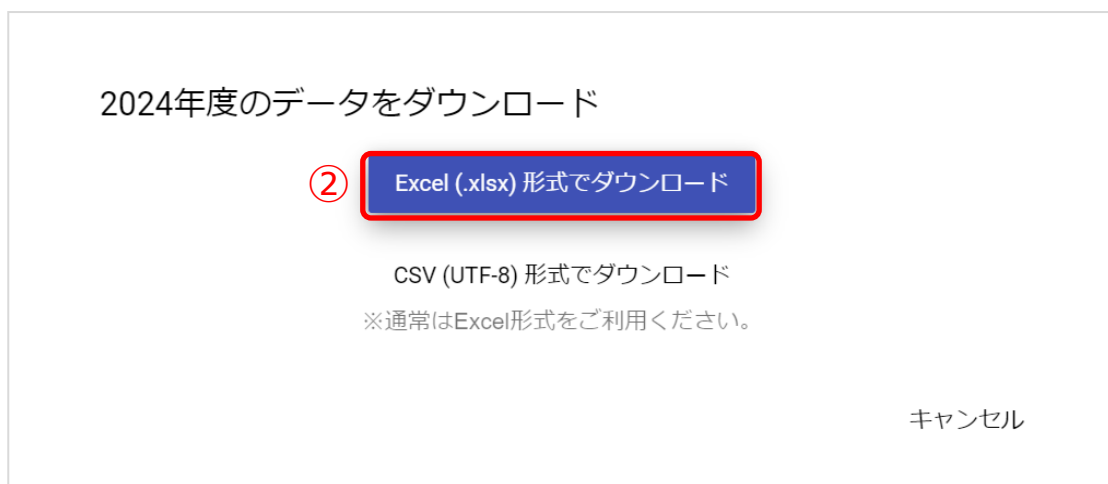 2024年度のデータをダウンロード
② Excel (.xlsx) 形式でダウンロード
CSV (UTF-8) 形式でダウンロード
※通常はExcel形式をご利用ください。
キャンセル